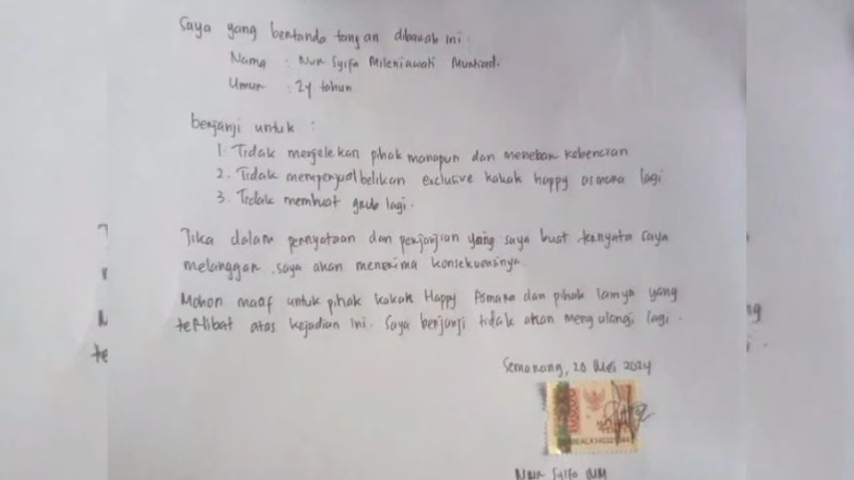 Saya yang bertanda tangan dibawah ini :
Nama : Nur Syifa Mileniawati Muntiadi
Umur : 24 tahun
berjanji untuk :
1. Tidak menjelekan pihak manapun dan menebar kebencian
2. Tidak memperjualbelikan exclusive kakak happy asmara lagi
3. Tidak membuat grub lagi.
Jika dalam pernyataan dan perjanjian yang saya buat ternyata saya
melanggar, saya akan menerima konsekuensinya.
Mohon maaf untuk pihak kakak Happy Asmara dan pihak lainya yang
terlibat atas kejadian ini. Saya berjanji tidak akan mengulangi lagi.
Semarang, 20 Mei 2024
Nur Syifa MM